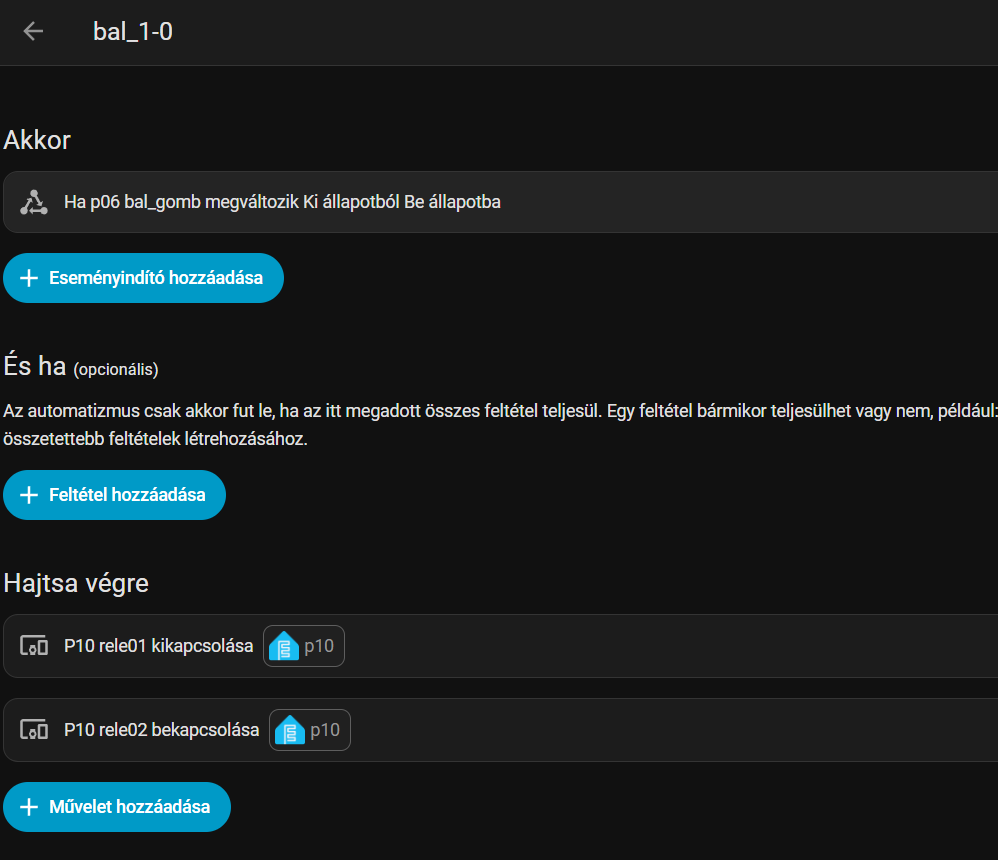 bal_1-0
Akkor
Ha p06 bal_gomb megváltozik Ki állapotból Be állapotba
Eseményindító hozzáadása
És ha (opcionális)
Az automatizmus csak akkor fut le, ha az itt megadott összes feltétel teljesül. Egy feltétel bármikor teljesülhet vagy nem, például:
összetettebb feltételek létrehozásához.
Feltétel hozzáadása
Hajtsa végre
P10 rele01 kikapcsolása p10
P10 rele02 bekapcsolása p10
Művelet hozzáadása